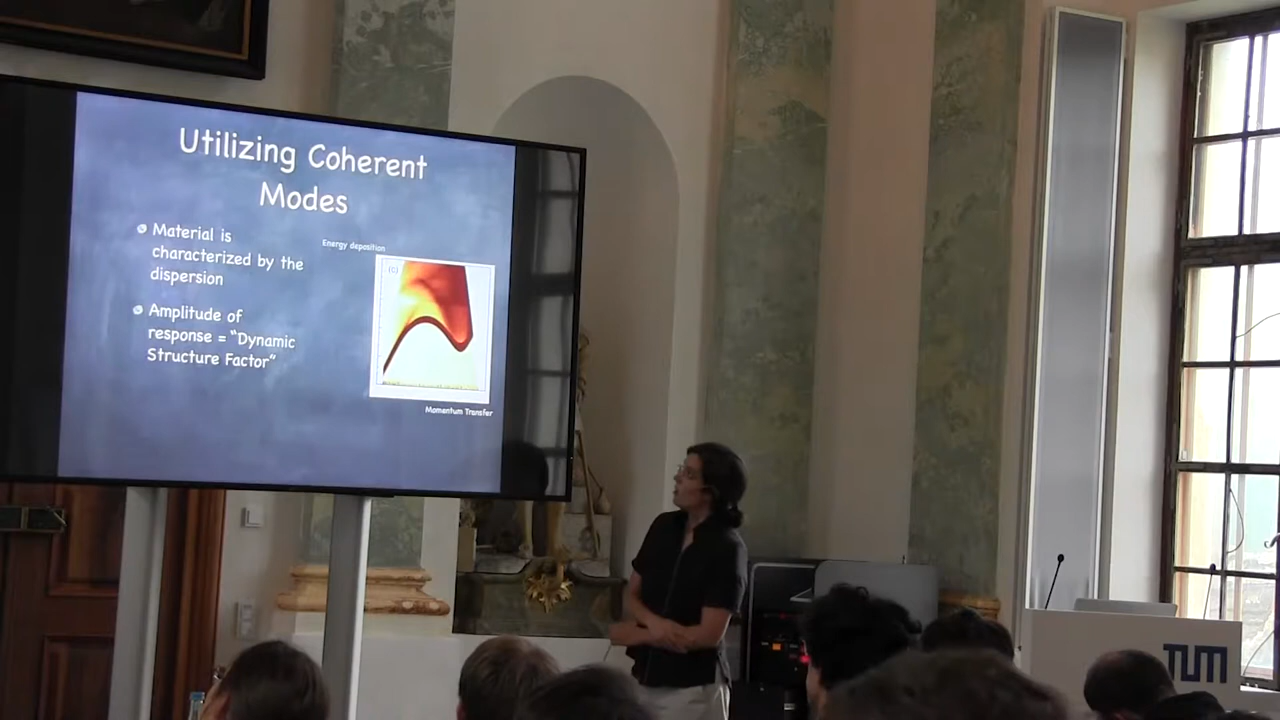 Utilizing Coherent
Modes
Material is
characterized by the
dispersion
Amplitude of
response = "Dynamic
Structure Factor"
Energy deposition
(c)
Momentum Transfer
TUM